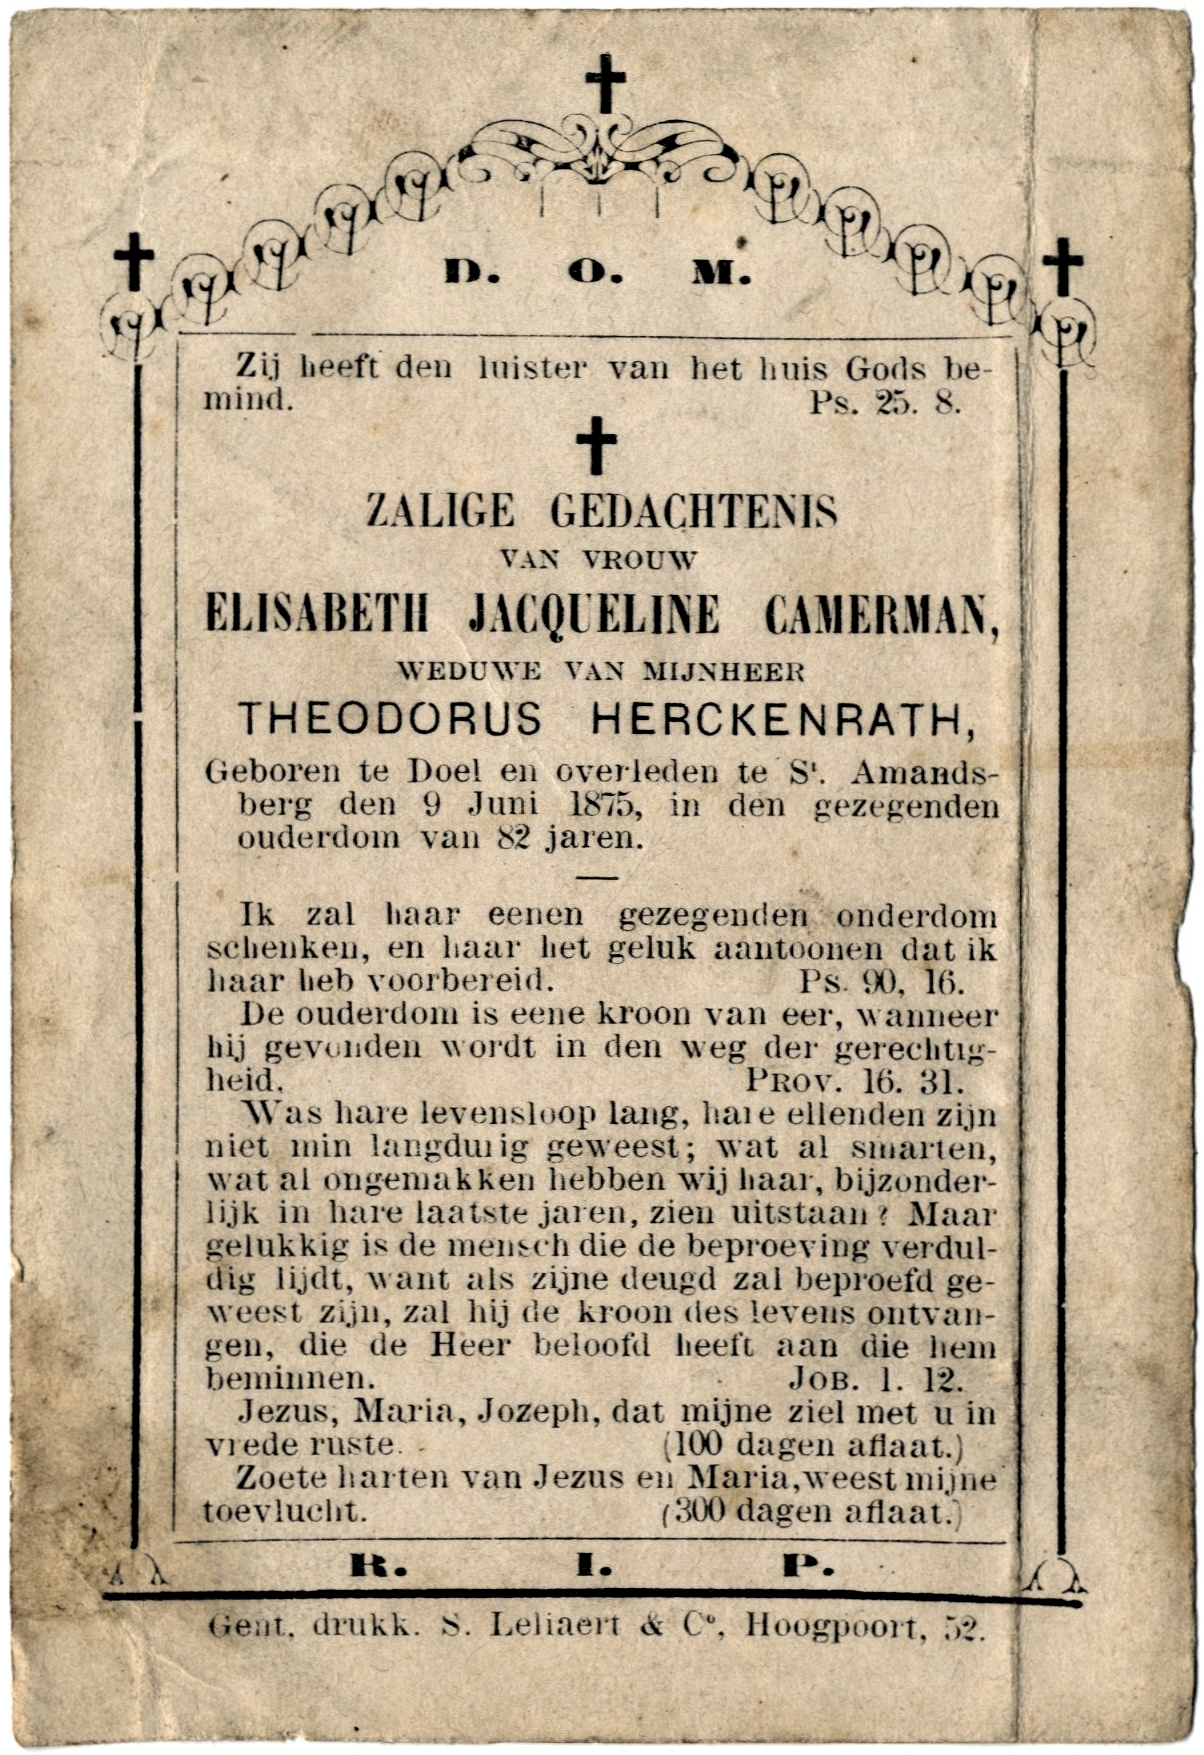 D. O. M.
Zij heeft den luister van het huis Gods be-
mind. Ps. 25. 8.
ZALIGE GEDACHTENIS
VAN VROUW
ELISABETH JACQUELINE CAMERMAN,
WEDUWE VAN MIJNHEER
THEODORUS HERCKENRATH,
Geboren te Doel en overleden te Sᵗ. Amands-
berg den 9 Juni 1875, in den gezegenden
ouderdom van 82 jaren.
Ik zal haar eenen gezegenden onderdom
schenken, en haar het geluk aantoonen dat ik
haar heb voorbereid. Ps. 90, 16.
De ouderdom is eene kroon van eer, wanneer
hij gevonden wordt in den weg der gerechtig-
heid. PROV. 16. 31.
Was hare levensloop lang, hare ellenden zijn
niet min langdurig geweest; wat al smarten,
wat al ongemakken hebben wij haar, bijzonder-
lijk in hare laatste jaren, zien uitstaan? Maar
gelukkig is de mensch die de beproeving verdul-
dig lijdt, want als zijne deugd zal beproefd ge-
weest zijn, zal hij de kroon des levens ontvan-
gen, die de Heer beloofd heeft aan die hem
beminnen. JOB. 1. 12.
Jezus, Maria, Jozeph, dat mijne ziel met u in
vrede ruste. (100 dagen aflaat.)
Zoete harten van Jezus en Maria, weest mijne
toevlucht. (300 dagen aflaat.)
R. I. P.
Gent, drukk. S. Leliaert & Cᵒ, Hoogpoort, 52.